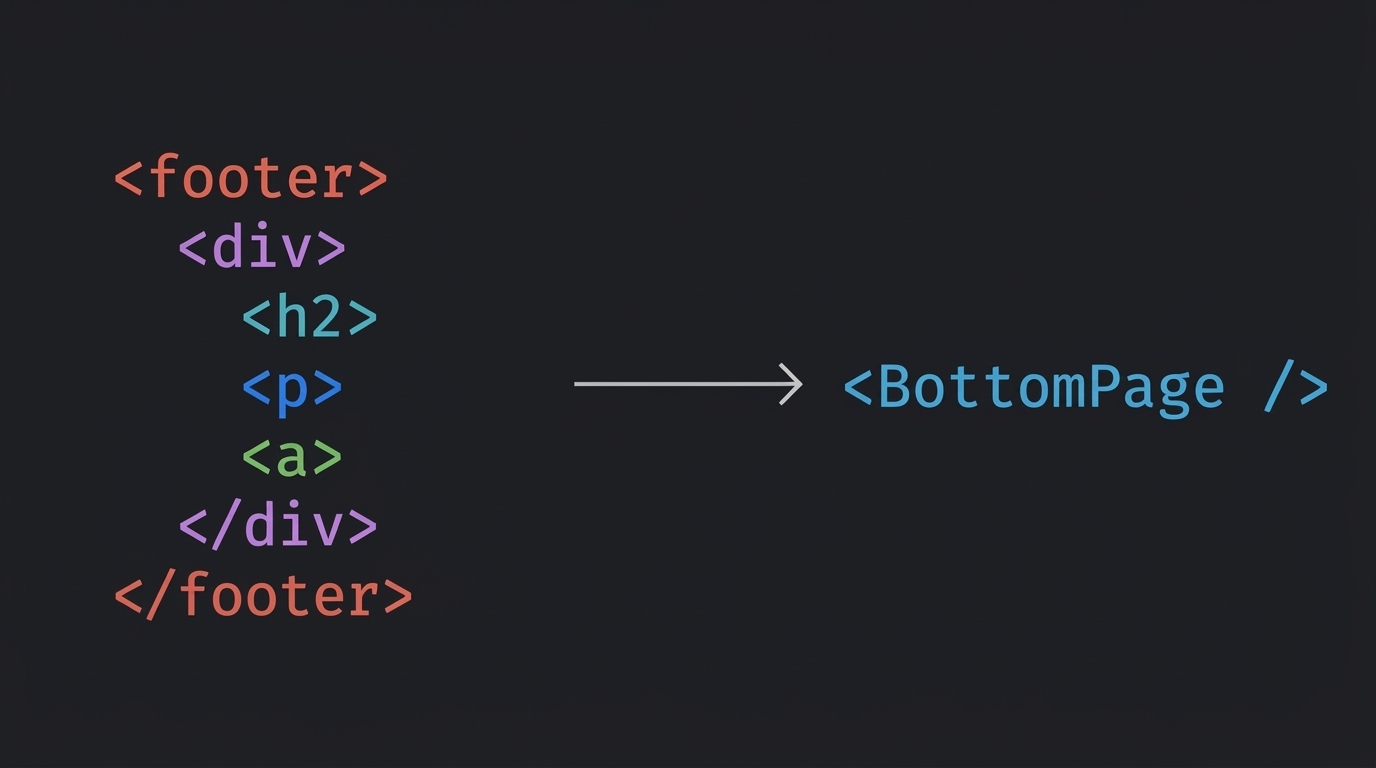 <footer>
<div>
<h2>
<p>
<a>
</div>
</footer>
<BottomPage />